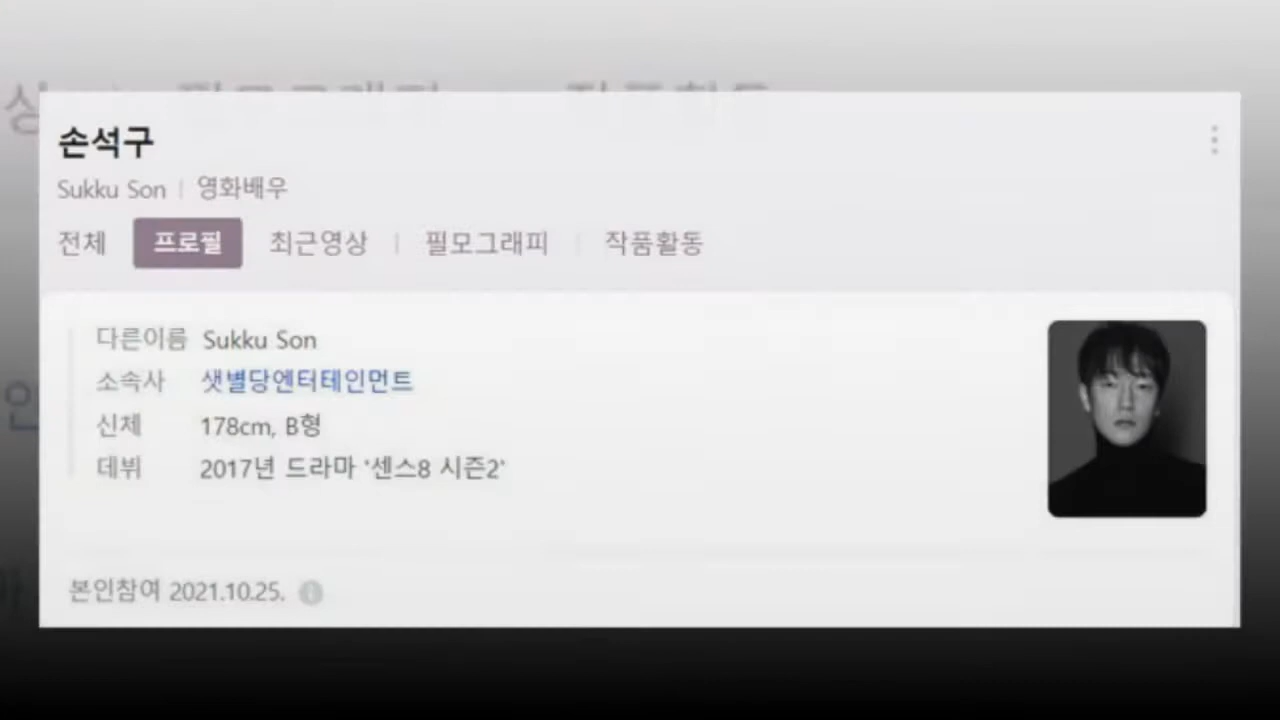 손석구
Sukku Son | 영화배우
전체 프로필 최근영상 | 필모그래피 | 작품활동
다른이름 Sukku Son
소속사 샛별당엔터테인먼트
신체 178cm, B형
데뷔 2017년 드라마 '센스8 시즌2'
본인참여 2021.10.25.